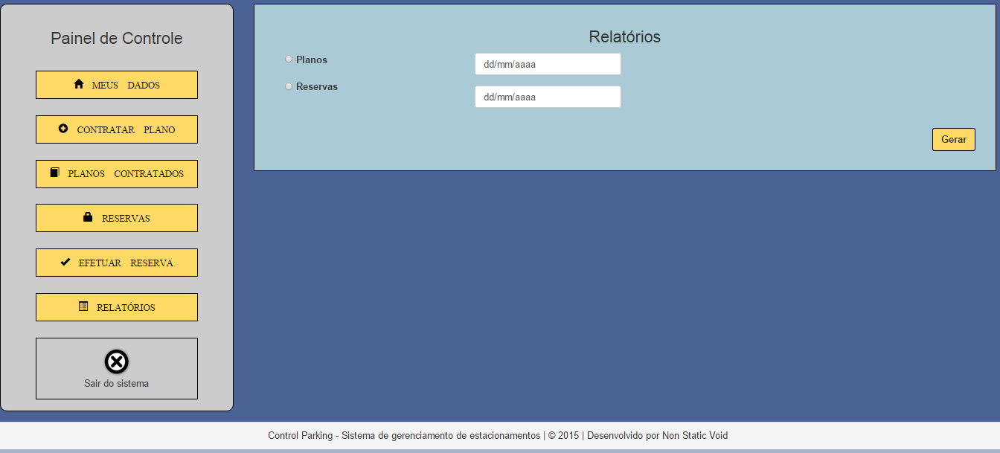 Painel de Controle
MEUS DADOS
CONTRATAR PLANO
PLANOS CONTRATADOS
RESERVAS
EFETUAR RESERVA
RELATÓRIOS
Sair do sistema
Relatórios
Planos
dd/mm/aaaa
Reservas
dd/mm/aaaa
Gerar
Control Parking - Sistema de gerenciamento de estacionamentos | © 2015 | Desenvolvido por Non Static Void